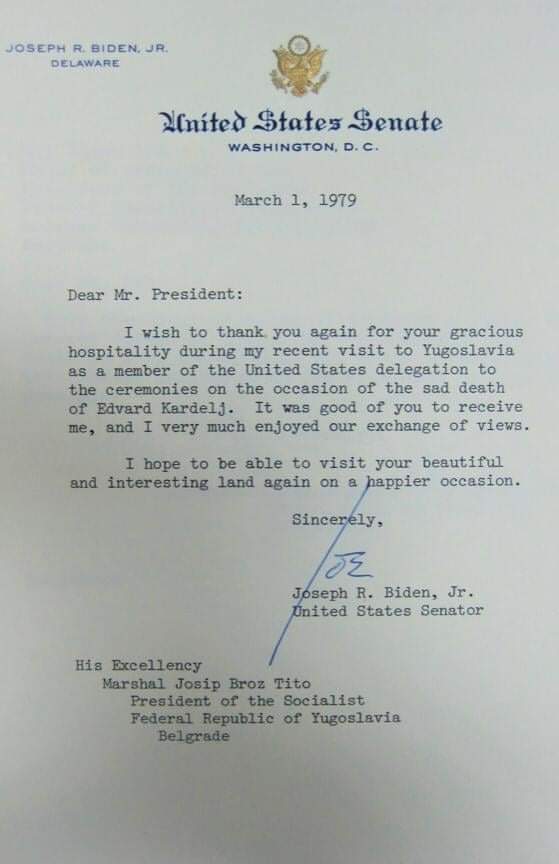 JOSEPH R. BIDEN, JR.
DELAWARE
United States Senate
WASHINGTON, D. C.
March 1, 1979
Dear Mr. President:
I wish to thank you again for your gracious
hospitality during my recent visit to Yugoslavia
as a member of the United States delegation to
the ceremonies on the occasion of the sad death
of Edvard Kardelj. It was good of you to receive
me, and I very much enjoyed our exchange of views.
I hope to be able to visit your beautiful
and interesting land again on a happier occasion.
Sincerely,
Joe
Joseph R. Biden, Jr.
United States Senator
His Excellency
Marshal Josip Broz Tito
President of the Socialist
Federal Republic of Yugoslavia
Belgrade